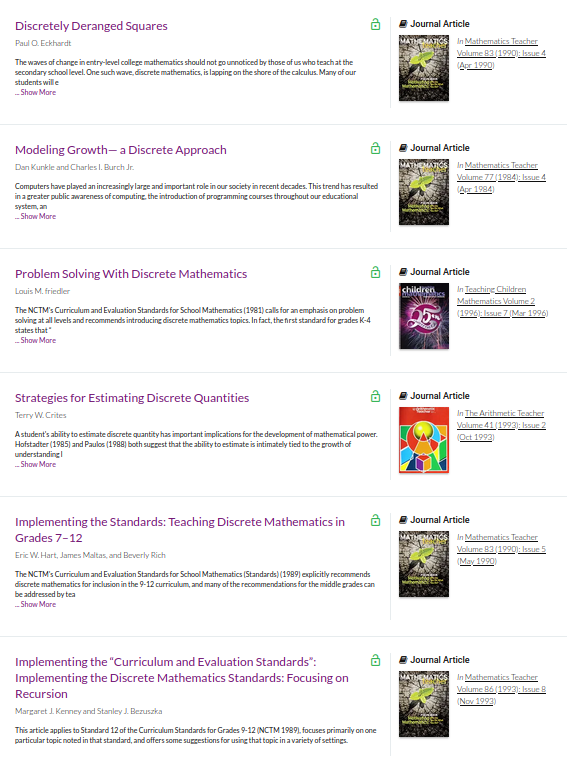 Discretely Deranged Squares
Paul O. Eckhardt
The waves of change in entry-level college mathematics should not go unnoticed by those of us who teach at the
secondary school level. One such wave, discrete mathematics, is lapping on the shore of the calculus. Many of our
students will e
... Show More
Journal Article
In Mathematics Teacher
Volume 83 (1990): Issue 4
(Apr 1990)
MATHEMATICS
Modeling Growth— a Discrete Approach
Dan Kunkle and Charles I. Burch Jr.
Computers have played an increasingly large and important role in our society in recent decades. This trend has resulted
in a greater public awareness of computing, the introduction of programming courses throughout our educational
system, an
... Show More
Journal Article
In Mathematics Teacher
Volume 77 (1984): Issue 4
(Apr 1984)
MATHEMATICS
Problem Solving With Discrete Mathematics
Louis M. friedler
The NCTM's Curriculum and Evaluation Standards for School Mathematics (1981) calls for an emphasis on problem
solving at all levels and recommends introducing discrete mathematics topics. In fact, the first standard for grades K-4
states that "
... Show More
Journal Article
In Teaching Children
Mathematics Volume 2
(1996): Issue 7 (Mar 1996)
children
Strategies for Estimating Discrete Quantities
Terry W. Crites
A student's ability to estimate discrete quantity has important implications for the development of mathematical power.
Hofstadter (1985) and Paulos (1988) both suggest that the ability to estimate is intimately tied to the growth of
understanding l
... Show More
Journal Article
In The Arithmetic Teacher
Volume 41 (1993): Issue 2
(Oct 1993)
Implementing the Standards: Teaching Discrete Mathematics in
Grades 7–12
Eric W. Hart, James Maltas, and Beverly Rich
The NCTM's Curriculum and Evaluation Standards for School Mathematics (Standards) (1989) explicitly recommends
discrete mathematics for inclusion in the 9-12 curriculum, and many of the recommendations for the middle grades can
be addressed by tea
... Show More
Journal Article
In Mathematics Teacher
Volume 83 (1990): Issue 5
(May 1990)
MATHEMATICS
Implementing the "Curriculum and Evaluation Standards":
Implementing the Discrete Mathematics Standards: Focusing on
Recursion
Margaret J. Kenney and Stanley J. Bezuszka
This article applies to Standard 12 of the Curriculum Standards for Grades 9-12 (NCTM 1989), focuses primarily on one
particular topic noted in that standard, and offers some suggestions for using that topic in a variety of settings.
Journal Article
In Mathematics Teacher
Volume 86 (1993): Issue 8
(Nov 1993)
MATHEMATICS